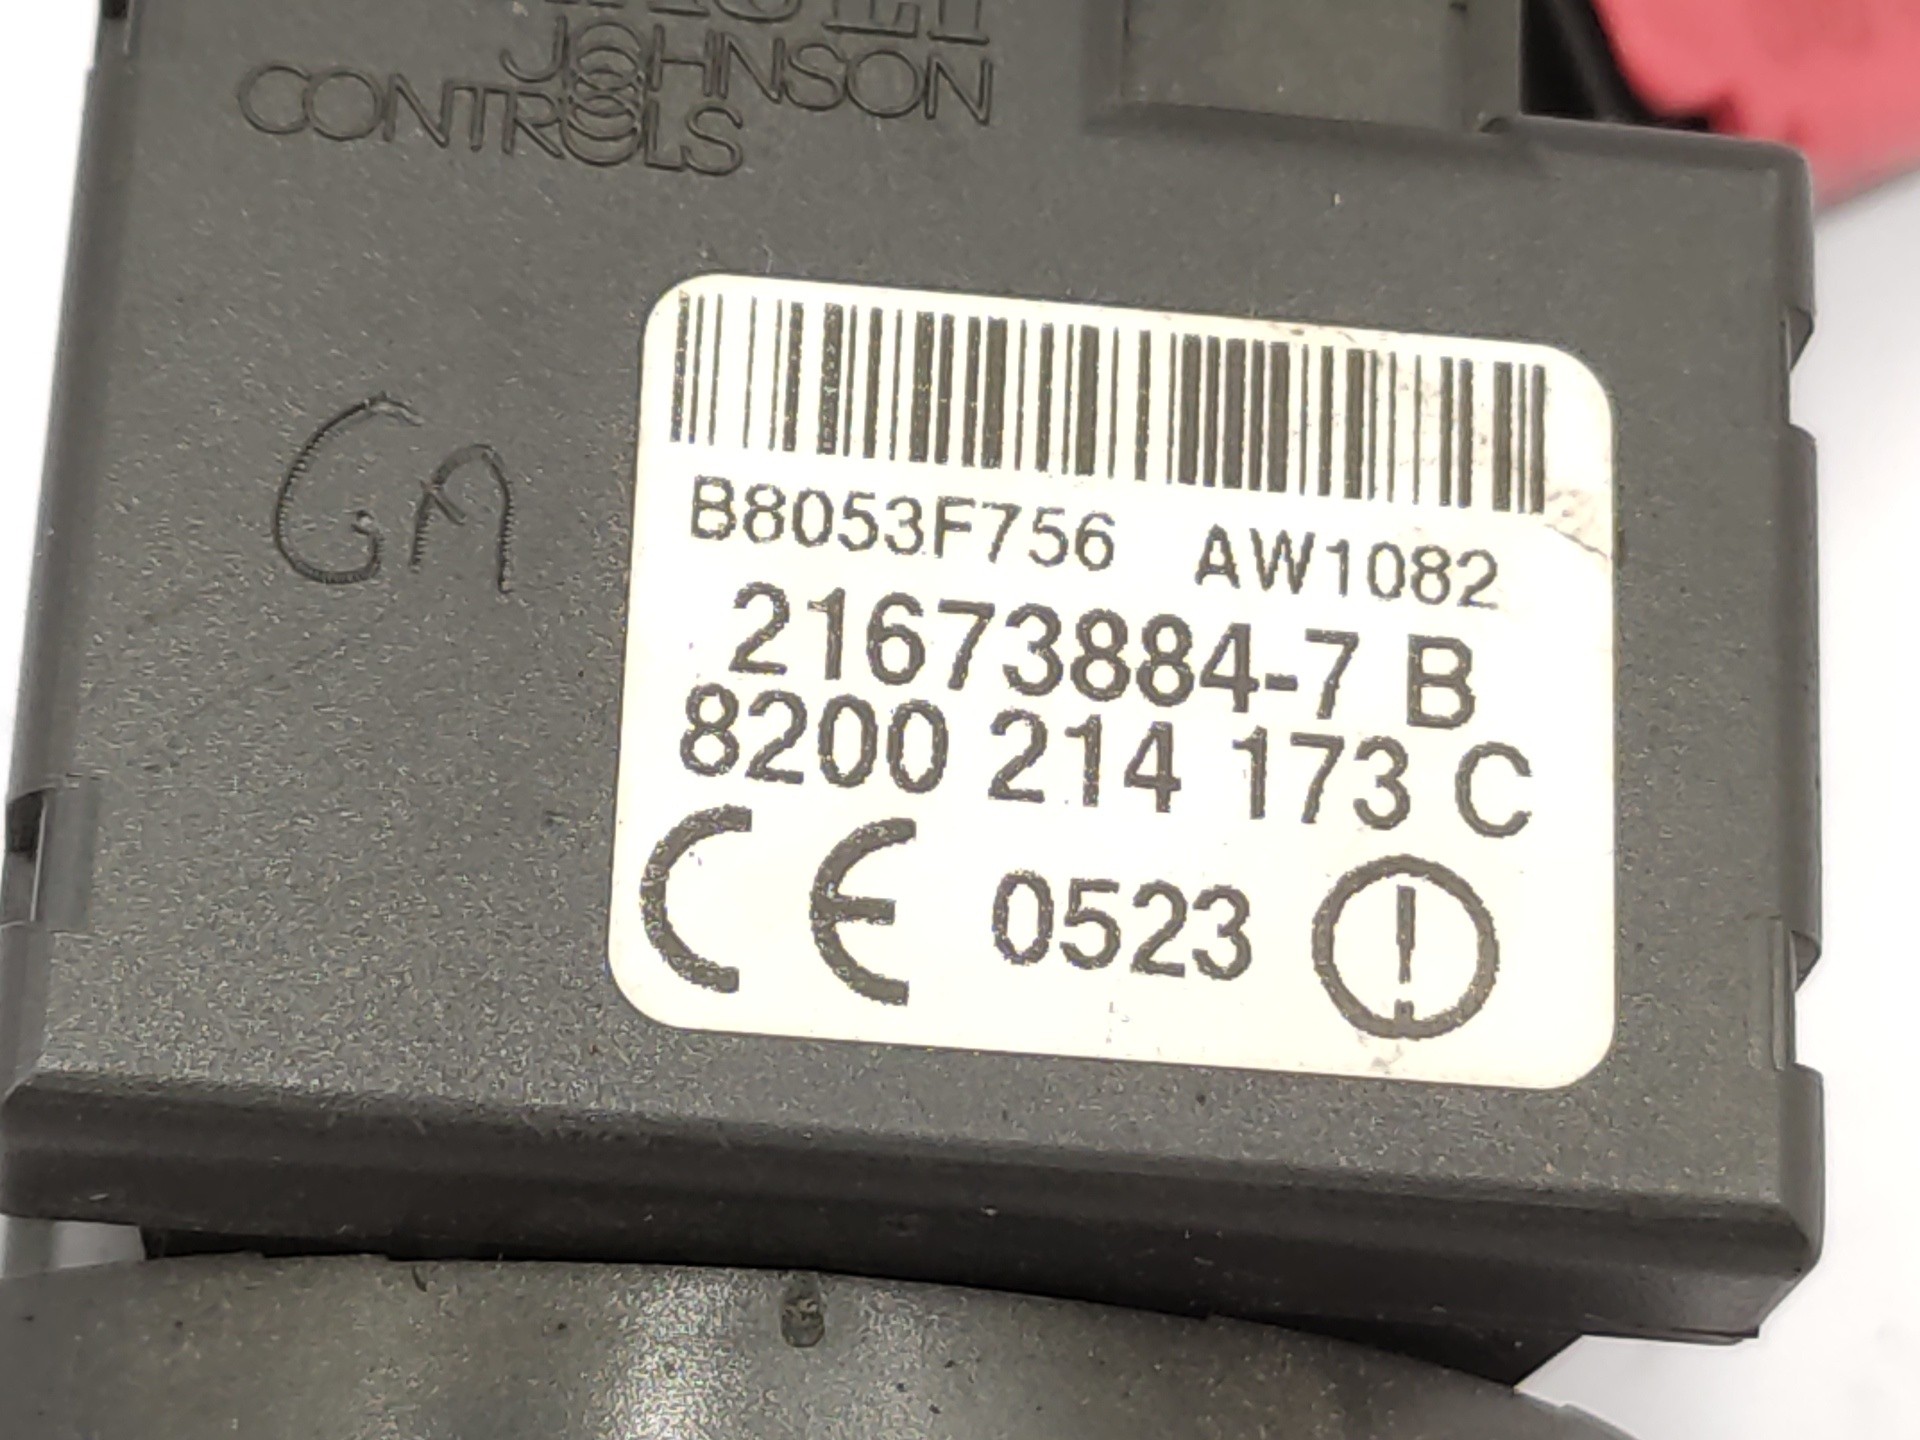 JOHNSON
CONTROLS
GM
B8053F756 AW1082
21673884-7 B
8200 214 173 C
CE 0523